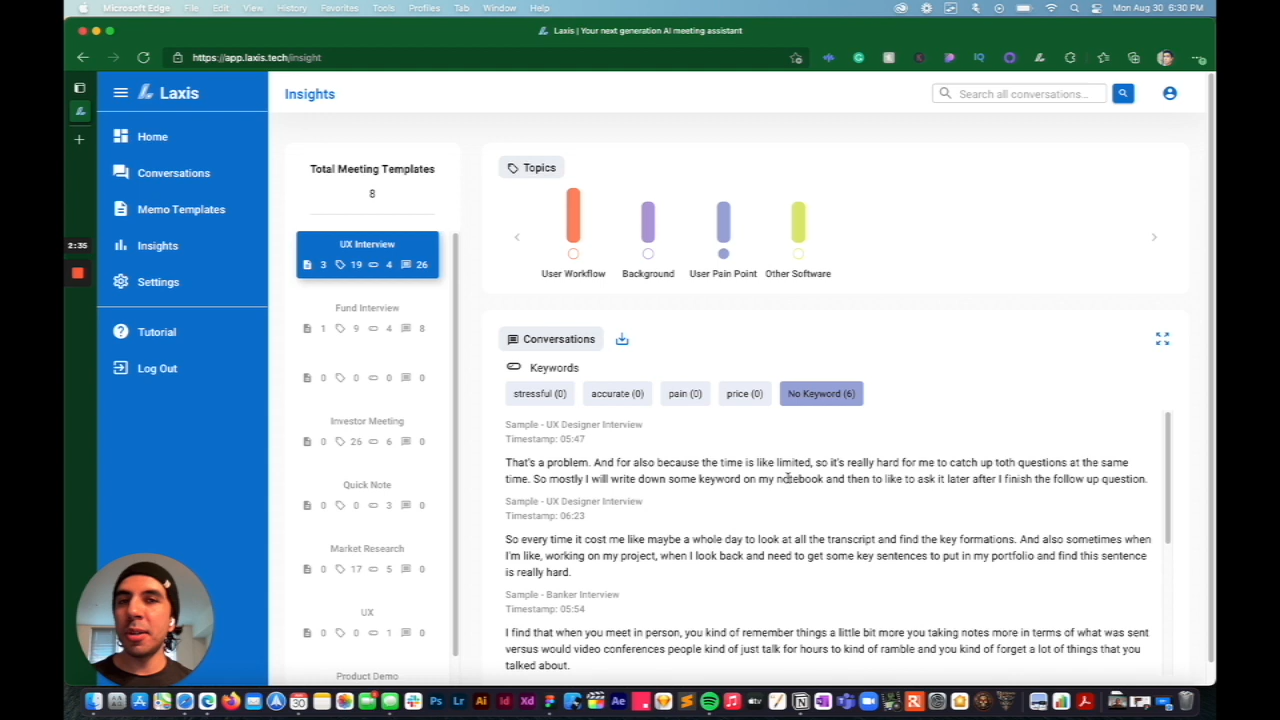 Microsoft Edge File Edit View History Favorites Tools Profiles Tab Window Help Mon Aug 30 6:30 PM
Laxis | Your next generation AI meeting assistant
https://app.laxis.tech/insight
Laxis
Insights
Search all conversations...
Home
Conversations
Memo Templates
2:35
Insights
Settings
Tutorial
Log Out
Total Meeting Templates
8
UX Interview
3 19 4 26
Fund Interview
1 9 4 8
0 0 0 0
Investor Meeting
0 26 6 0
Quick Note
0 0 3 0
Market Research
0 17 5 0
UX
0 0 1 0
Product Demo
Topics
User Workflow Background User Pain Point Other Software
Conversations
Keywords
stressful (0) accurate (0) pain (0) price (0) No Keyword (6)
Sample - UX Designer Interview
Timestamp: 05:47
That's a problem. And for also because the time is like limited, so it's really hard for me to catch up toth questions at the same
time. So mostly I will write down some keyword on my notebook and then to like to ask it later after I finish the follow up question.
Sample - UX Designer Interview
Timestamp: 06:23
So every time it cost me like maybe a whole day to look at all the transcript and find the key formations. And also sometimes when
I'm like, working on my project, when I look back and need to get some key sentences to put in my portfolio and find this sentence
is really hard.
Sample - Banker Interview
Timestamp: 05:54
I find that when you meet in person, you kind of remember things a little bit more you taking notes more in terms of what was sent
versus would video conferences people kind of just talk for hours to kind of ramble and you kind of forget a lot of things that you
talked about.
30 Ps Lr Ai Id Xd Ae tv